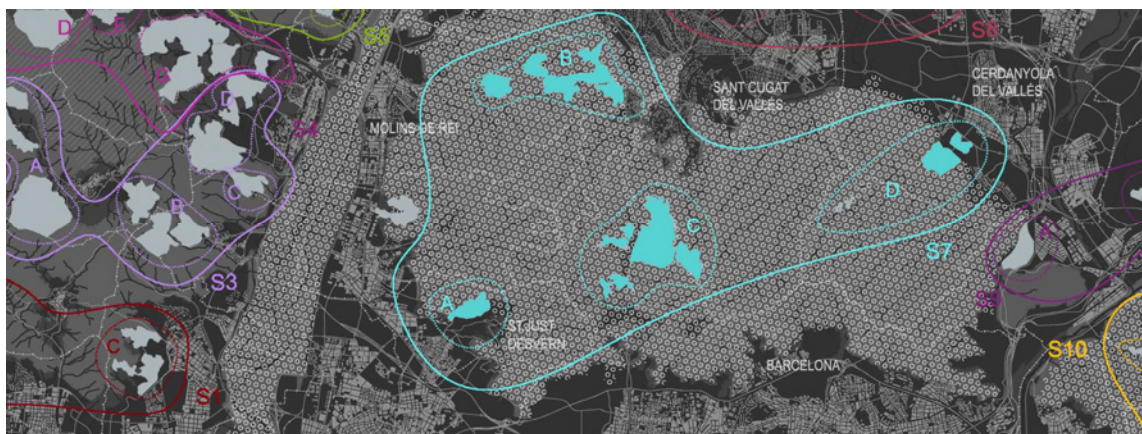 D
E
S5
S8
B
B
SANT CUGAT
DEL VALLÈS
CERDANYOLA
DEL VALLÈS
D
S4
MOLINS DE REI
A
C
B
D
C
S7
A
S3
S9
A
ST JUST
DESVERN
C
S10
BARCELONA
S1